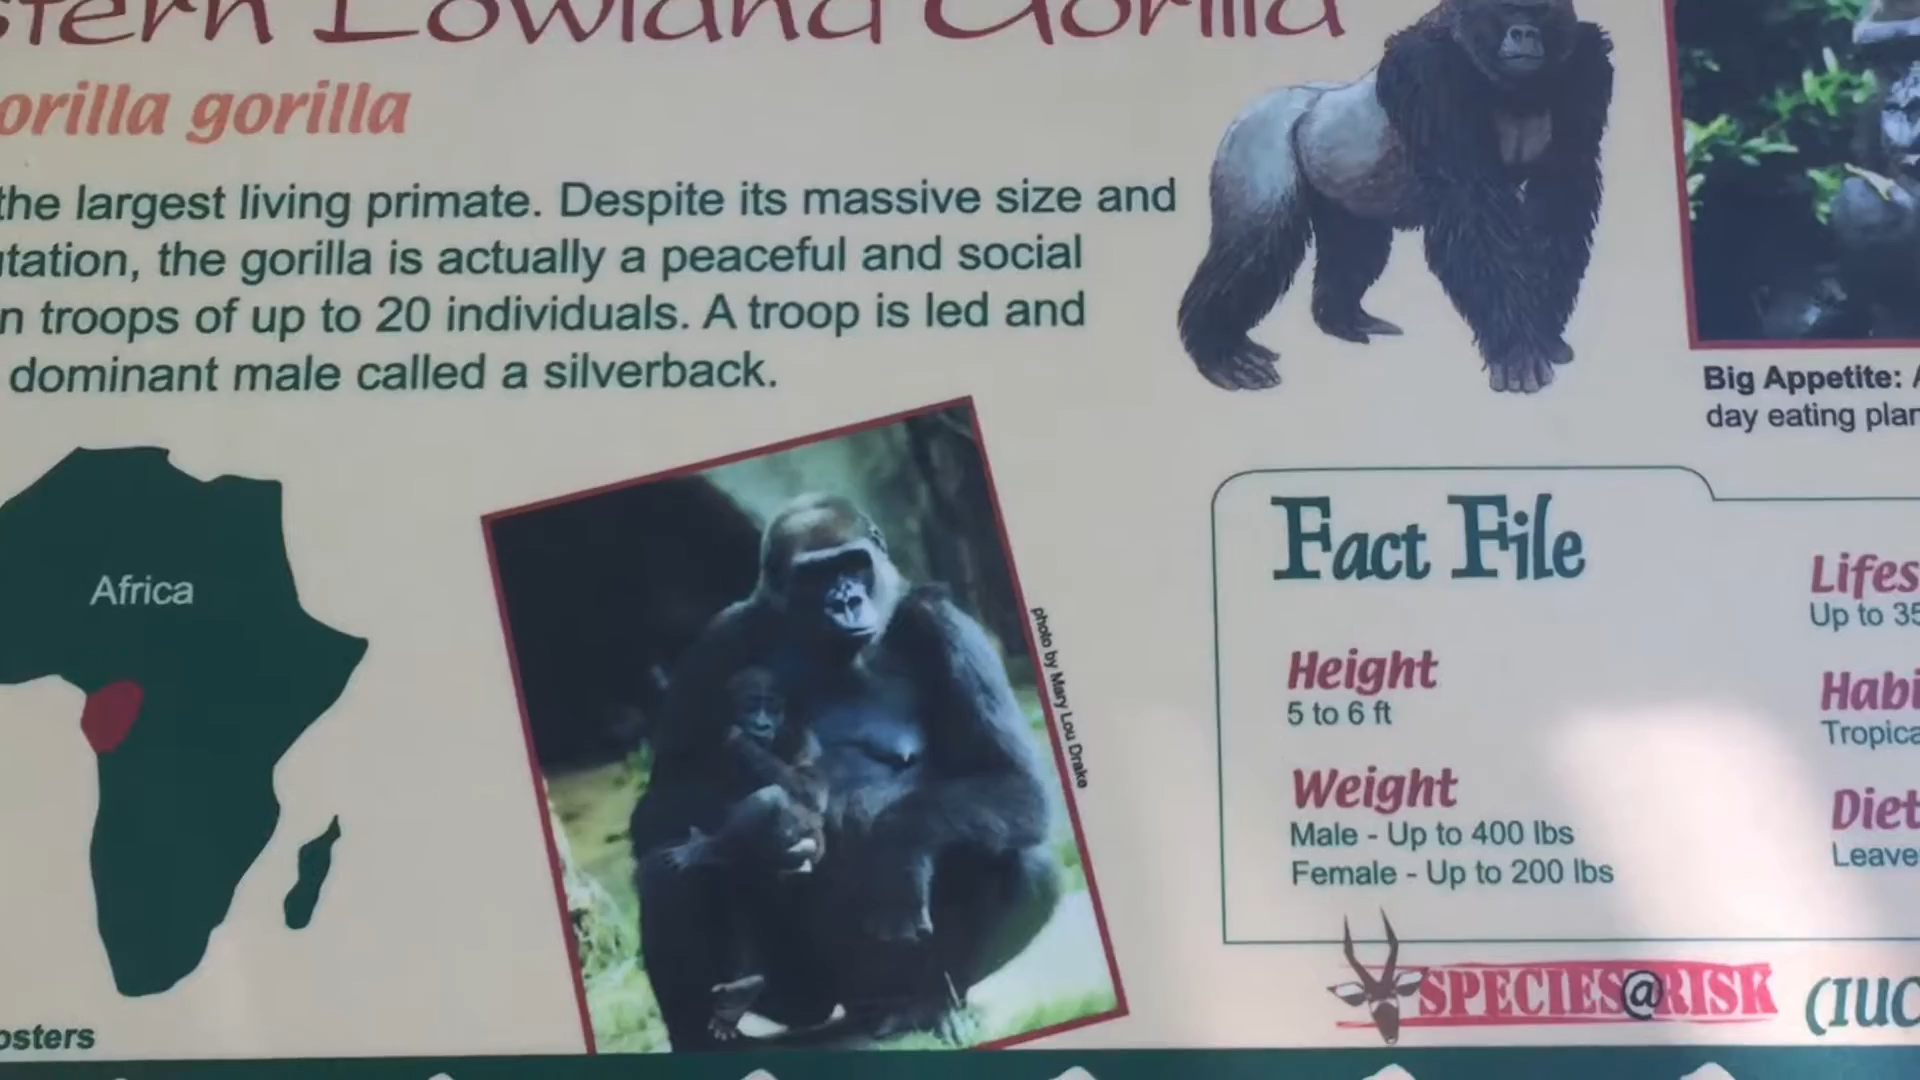 stern Lowland Gorilla
orilla gorilla
the largest living primate. Despite its massive size and
utation, the gorilla is actually a peaceful and social
n troops of up to 20 individuals. A troop is led and
dominant male called a silverback.
Big Appetite: A
day eating plan
Africa
photo by Mary Lou Drake
Fact File
Height
5 to 6 ft
Weight
Male - Up to 400 lbs
Female - Up to 200 lbs
Lifes
Up to 35
Habi
Tropica
Diet
Leave
SPECIES@RISK (IUC
osters